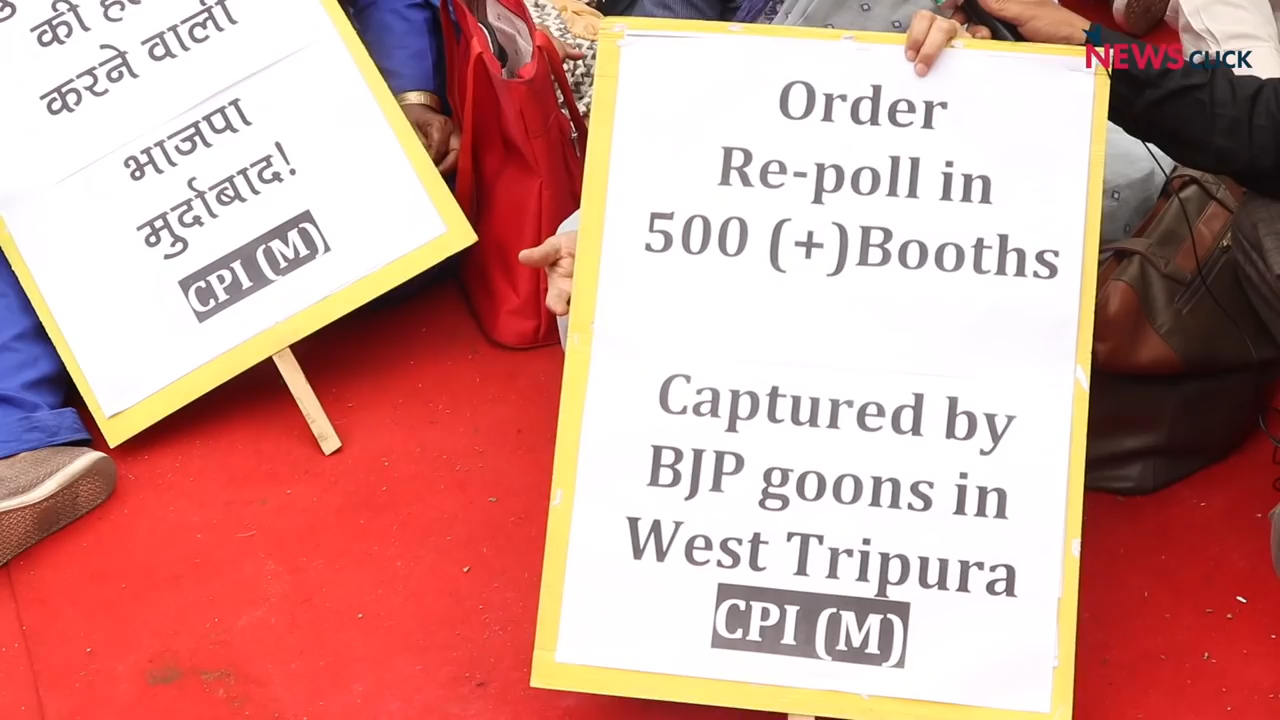 की
करने वाली
भाजपा
मुर्दाबाद!
CPI (M)
Order
Re-poll in
500 (+)Booths
Captured by
BJP goons in
West Tripura
CPI (M)
NEWSCLICK